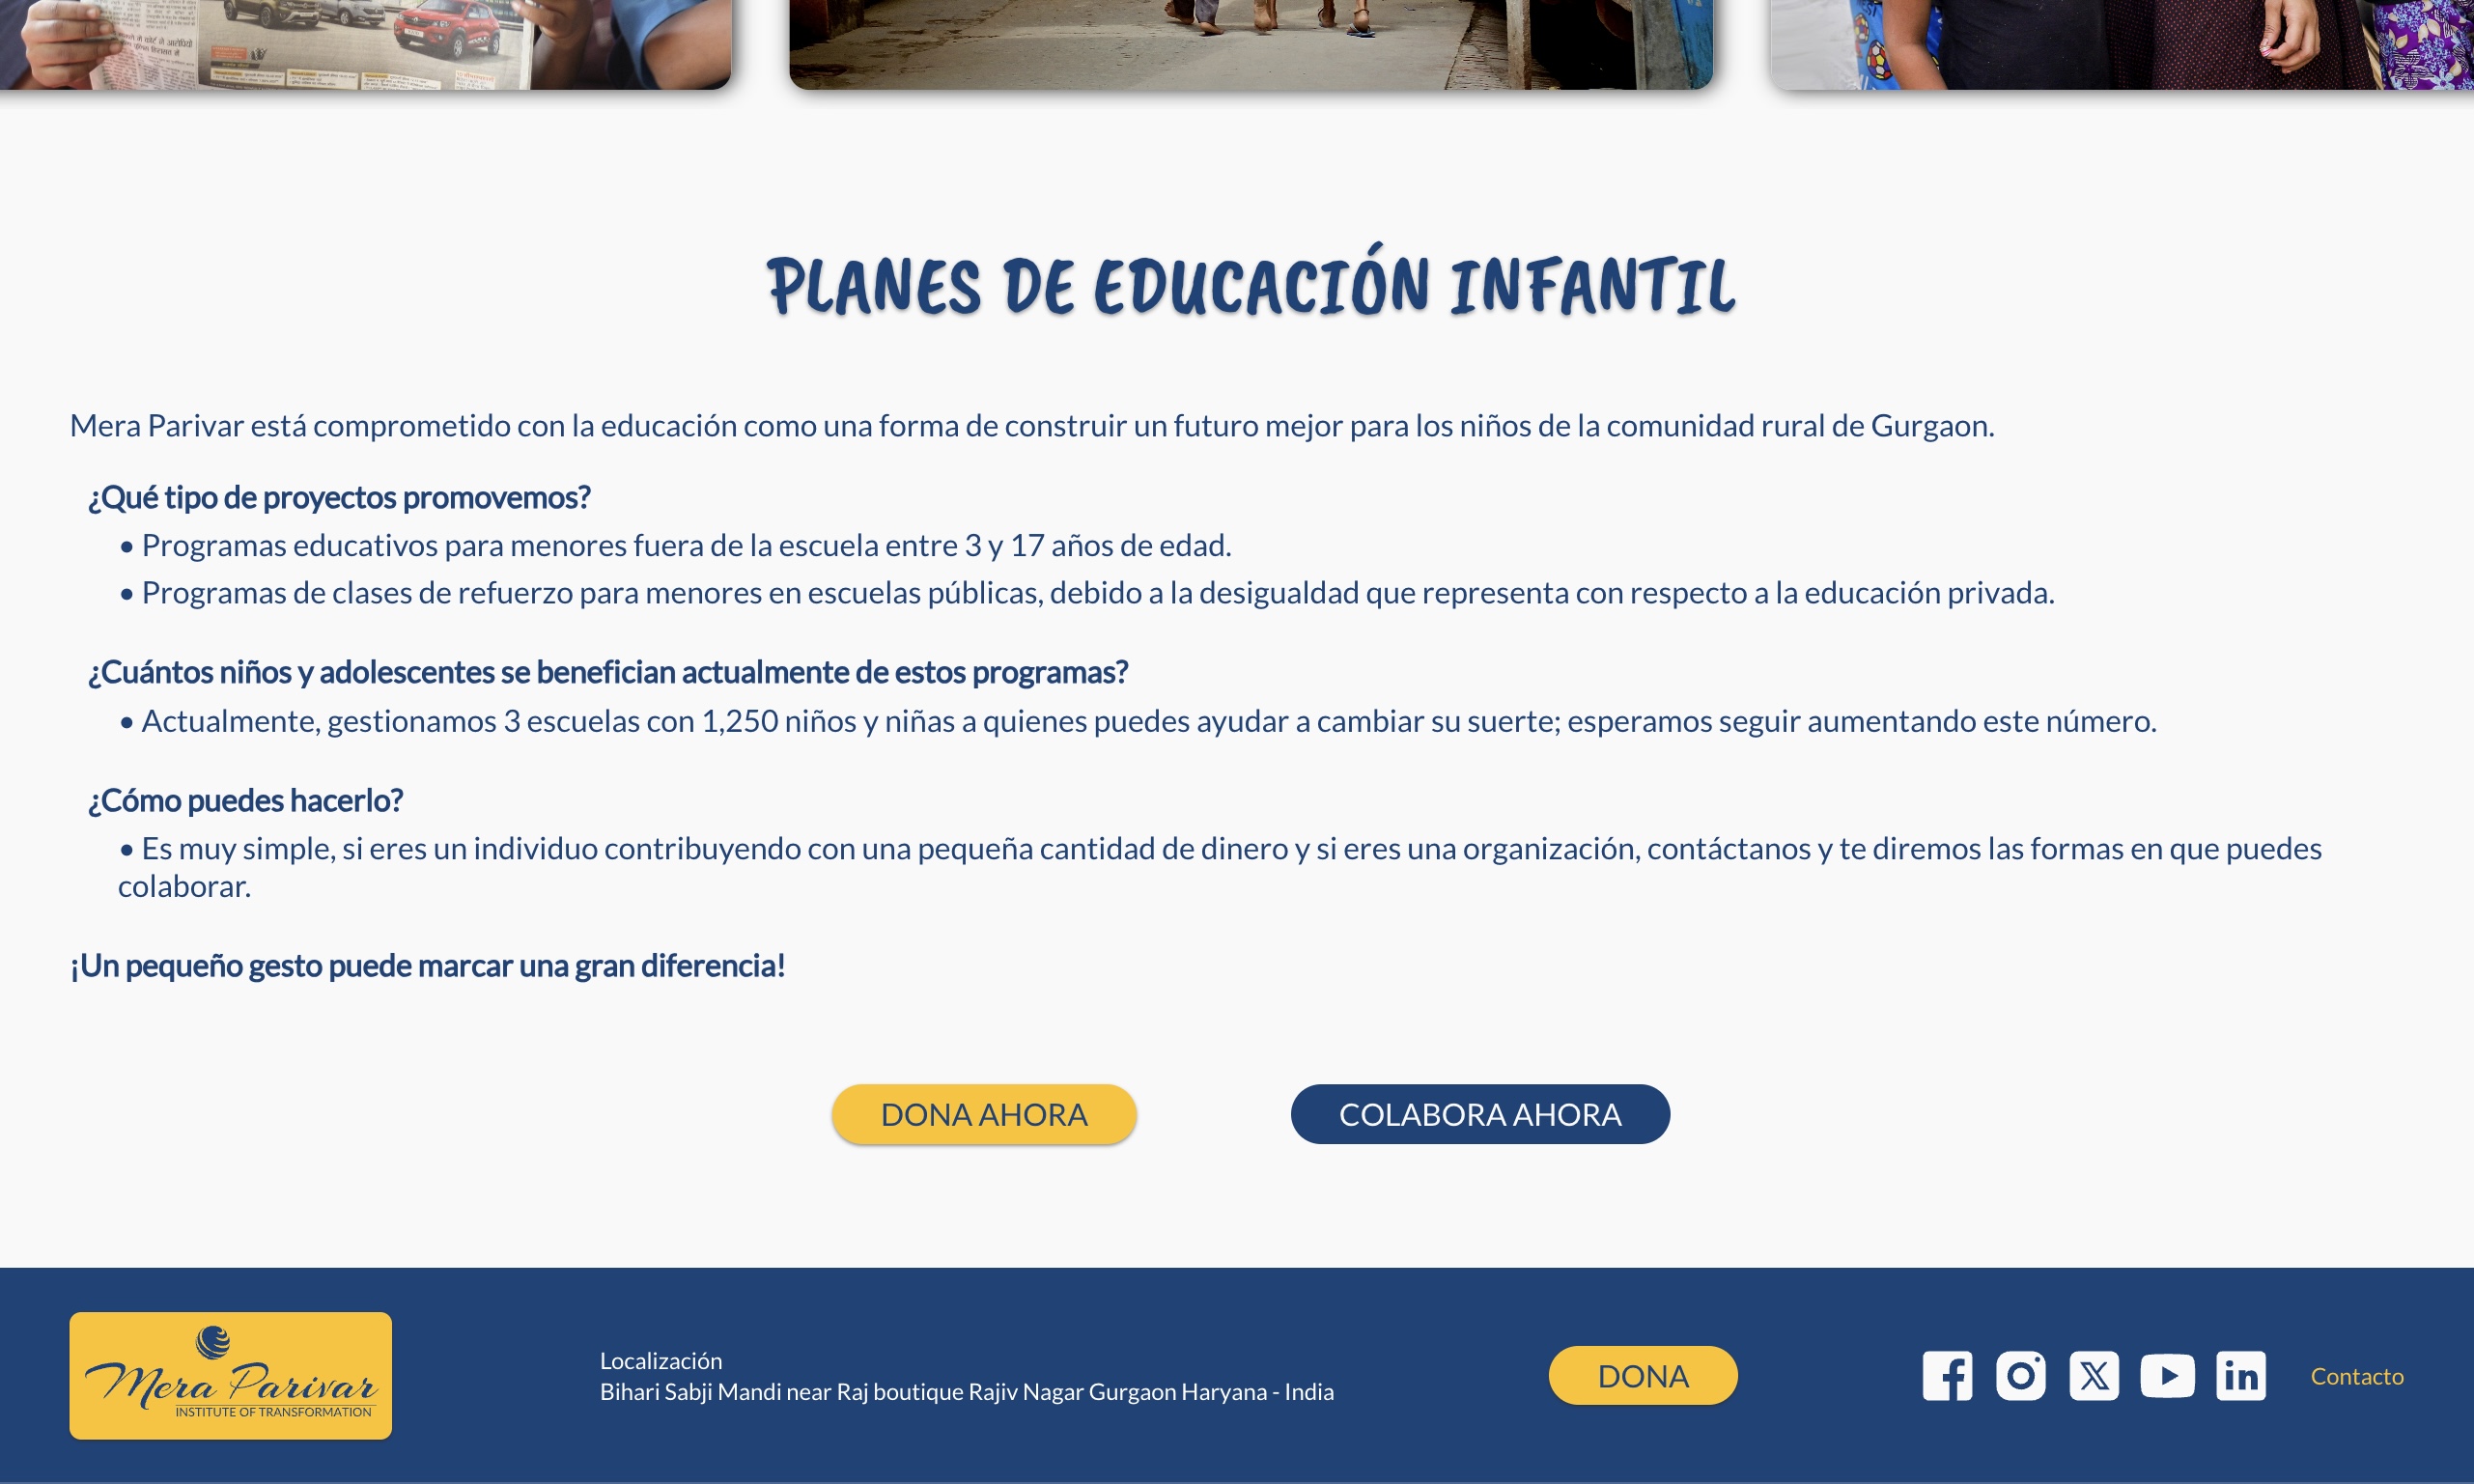 PLANES DE EDUCACIÓN INFANTIL
Mera Parivar está comprometido con la educación como una forma de construir un futuro mejor para los niños de la comunidad rural de Gurgaon.
¿Qué tipo de proyectos promovemos?
• Programas educativos para menores fuera de la escuela entre 3 y 17 años de edad.
• Programas de clases de refuerzo para menores en escuelas públicas, debido a la desigualdad que representa con respecto a la educación privada.
¿Cuántos niños y adolescentes se benefician actualmente de estos programas?
• Actualmente, gestionamos 3 escuelas con 1,250 niños y niñas a quienes puedes ayudar a cambiar su suerte; esperamos seguir aumentando este número.
¿Cómo puedes hacerlo?
• Es muy simple, si eres un individuo contribuyendo con una pequeña cantidad de dinero y si eres una organización, contáctanos y te diremos las formas en que puedes
colaborar.
¡Un pequeño gesto puede marcar una gran diferencia!
DONA AHORA
COLABORA AHORA
Mera Parivar
INSTITUTE OF TRANSFORMATION
Localización
Bihari Sabji Mandi near Raj boutique Rajiv Nagar Gurgaon Haryana - India
DONA
Contacto